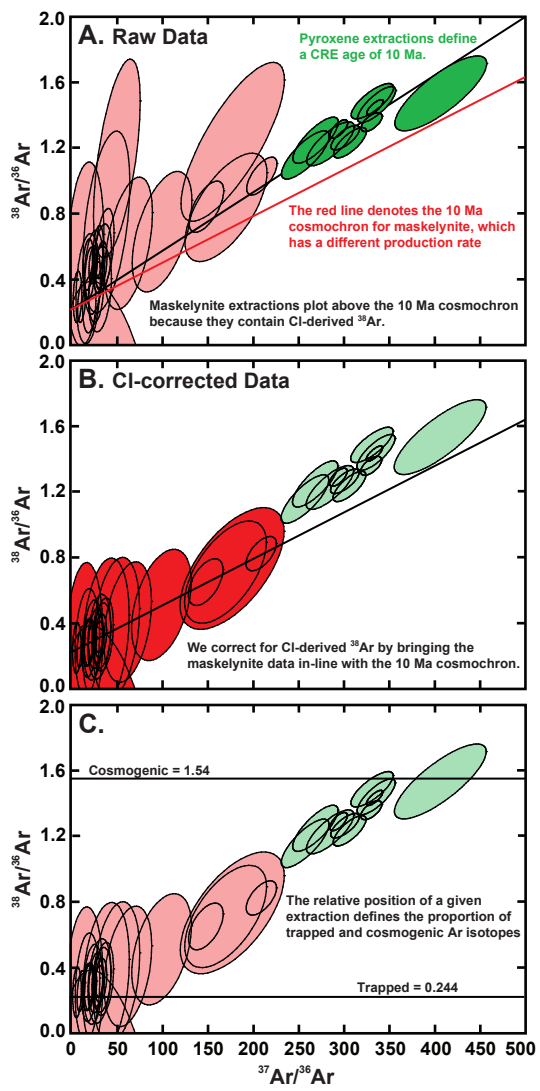 A. Raw Data
Pyroxene extractions define
a CRE age of 10 Ma.
The red line denotes the 10 Ma
cosmochron for maskelynite, which
has a different production rate
Maskelynite extractions plot above the 10 Ma cosmochron
because they contain Cl-derived ³⁸Ar.
³⁸Ar/³⁶Ar
2.0
1.6
1.2
0.8
0.4
0.0
B. Cl-corrected Data
We correct for Cl-derived ³⁸Ar by bringing the
maskelynite data in-line with the 10 Ma cosmochron.
³⁸Ar/³⁶Ar
2.0
1.6
1.2
0.8
0.4
0.0
C.
Cosmogenic = 1.54
The relative position of a given
extraction defines the proportion of
trapped and cosmogenic Ar isotopes
Trapped = 0.244
³⁸Ar/³⁶Ar
2.0
1.6
1.2
0.8
0.4
0.0
0 50 100 150 200 250 300 350 400 450 500
³⁷Ar/³⁶Ar